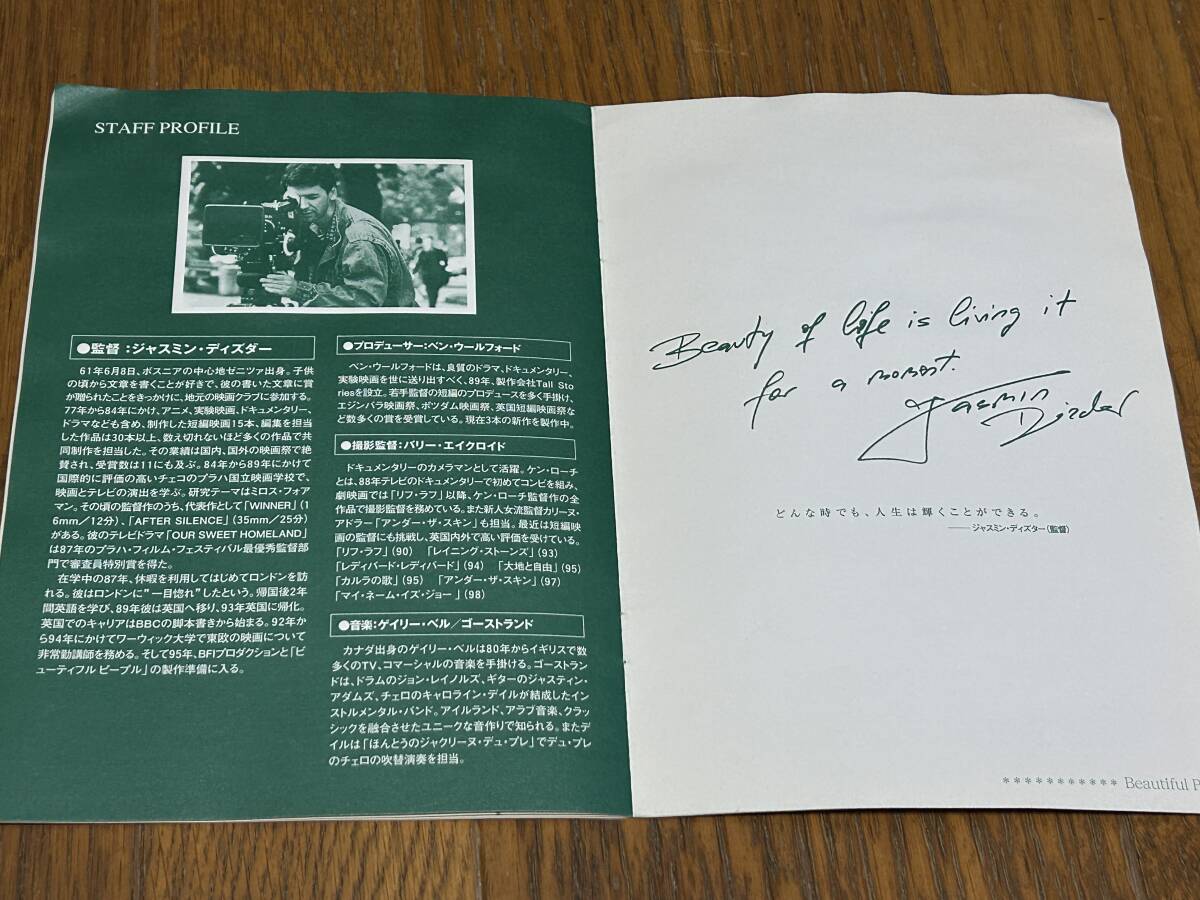 STAFF PROFILE
●監督：ジャスミン・ディズダー
61年6月8日、ボスニアの中心地ゼニツァ出身。子供
の頃から文章を書くことが好きで、彼の書いた文章に賞
が贈られたことをきっかけに、地元の映画クラブに参加する。
77年から84年にかけ、アニメ、実験映画、ドキュメンタリー、
ドラマなども含め、制作した短編映画15本、編集を担当
した作品は30本以上、数え切れないほど多くの作品で共
同制作を担当した。その業績は国内、国外の映画祭で絶
賛され、受賞数は11にも及ぶ。84年から89年にかけて
国際的に評価の高いチェコのプラハ国立映画学校で、
映画とテレビの演出を学ぶ。研究テーマはミロス・フォア
マン。その頃の監督作のうち、代表作として「WINNER」（1
6mm／12分）、「AFTER SILENCE」（35mm／25分）
がある。彼のテレビドラマ「OUR SWEET HOMELAND」
は87年のプラハ・フィルム・フェスティバル最優秀監督部
門で審査員特別賞を得た。
在学中の87年、休暇を利用してはじめてロンドンを訪
れる。彼はロンドンに"一目惚れ"したという。帰国後2年
間英語を学び、89年彼は英国へ移り、93年英国に帰化。
英国でのキャリアはBBCの脚本書きから始まる。92年か
ら94年にかけてワーウィック大学で東欧の映画について
非常勤講師を務める。そして95年、BFIプロダクションと「ビ
ューティフル ピープル」の製作準備に入る。
●プロデューサー：ベン・ウールフォード
ベン・ウールフォードは、良質のドラマ、ドキュメンタリー、
実験映画を世に送り出すべく、89年、製作会社Tall Sto
riesを設立。若手監督の短編のプロデュースを多く手掛け、
エジンバラ映画祭、ポツダム映画祭、英国短編映画祭な
ど数多くの賞を受賞している。現在3本の新作を製作中。
●撮影監督：バリー・エイクロイド
ドキュメンタリーのカメラマンとして活躍。ケン・ローチ
とは、88年テレビのドキュメンタリーで初めてコンビを組み、
劇映画では「リフ・ラフ」以降、ケン・ローチ監督作の全
作品で撮影監督を務めている。また新人女流監督カリーヌ・
アドラー「アンダー・ザ・スキン」も担当。最近は短編映
画の監督にも挑戦し、英国内外で高い評価を受けている。
「リフ・ラフ」（90） 「レイニング・ストーンズ」（93）
「レディバード・レディバード」（94） 「大地と自由」（95）
「カルラの歌」（95） 「アンダー・ザ・スキン」（97）
「マイ・ネーム・イズ・ジョー 」（98）
●音楽：ゲイリー・ベル／ゴーストランド
カナダ出身のゲイリー・ベルは80年からイギリスで数
多くのTV、コマーシャルの音楽を手掛ける。ゴーストラン
ドは、ドラムのジョン・レイノルズ、ギターのジャスティン・
アダムズ、チェロのキャロライン・デイルが結成したイン
ストルメンタル・バンド。アイルランド、アラブ音楽、クラッ
シックを融合させたユニークな音作りで知られる。またデ
イルは「ほんとうのジャクリーヌ・デュ・プレ」でデュ・プレ
のチェロの吹替演奏を担当。
Beauty of life is living it
for a moment.
Jasmin
Dizdar
どんな時でも、人生は輝くことができる。
――ジャスミン・ディズター（監督）
＊＊＊＊＊＊＊＊＊＊＊ Beautiful P